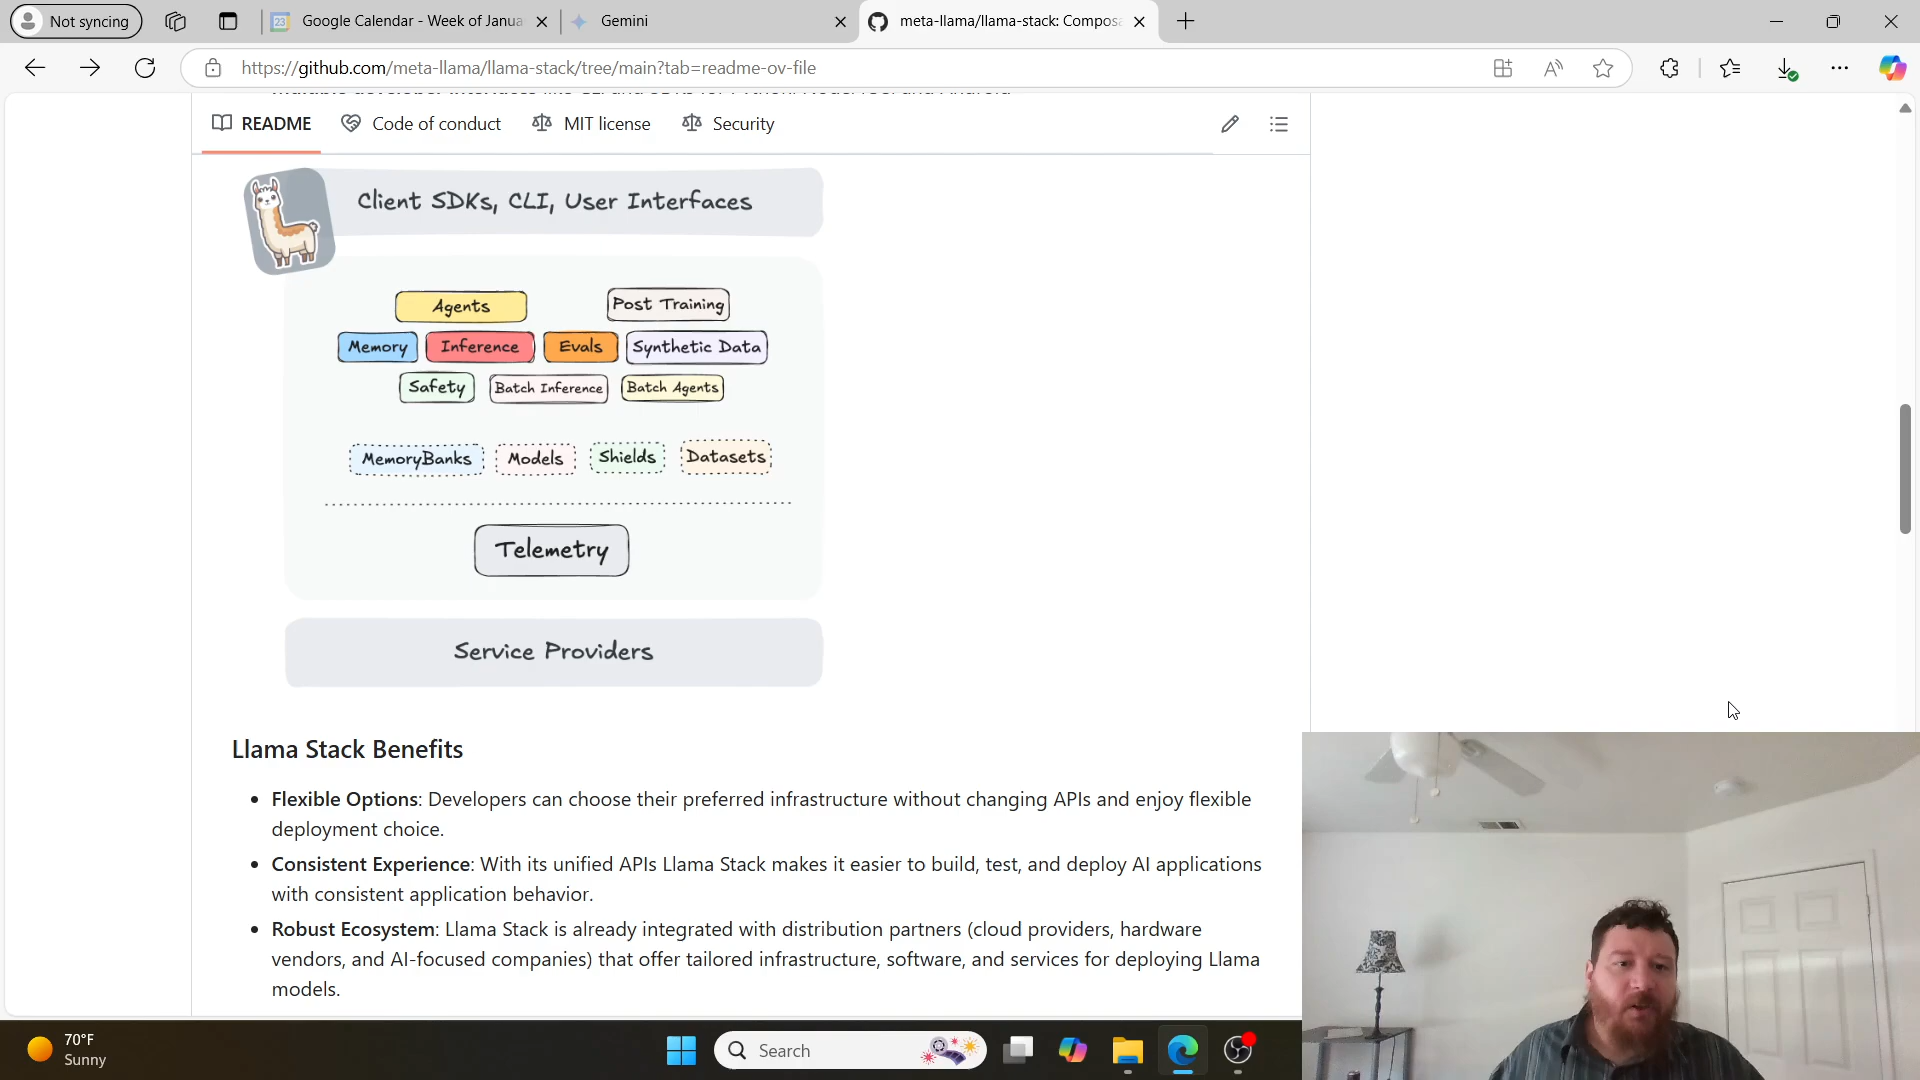 Not syncing
Google Calendar - Week of Janua
Gemini
meta-llama/llama-stack: Composa
https://github.com/meta-llama/llama-stack/tree/main?tab=readme-ov-file
README
Code of conduct
MIT license
Security
Client SDKs, CLI, User Interfaces
Agents
Post Training
Memory
Inference
Evals
Synthetic Data
Safety
Batch Inference
Batch Agents
MemoryBanks
Models
Shields
Datasets
Telemetry
Service Providers
Llama Stack Benefits
Flexible Options: Developers can choose their preferred infrastructure without changing APIs and enjoy flexible
deployment choice.
Consistent Experience: With its unified APIs Llama Stack makes it easier to build, test, and deploy AI applications
with consistent application behavior.
Robust Ecosystem: Llama Stack is already integrated with distribution partners (cloud providers, hardware
vendors, and AI-focused companies) that offer tailored infrastructure, software, and services for deploying Llama
models.
70°F
Sunny
Search